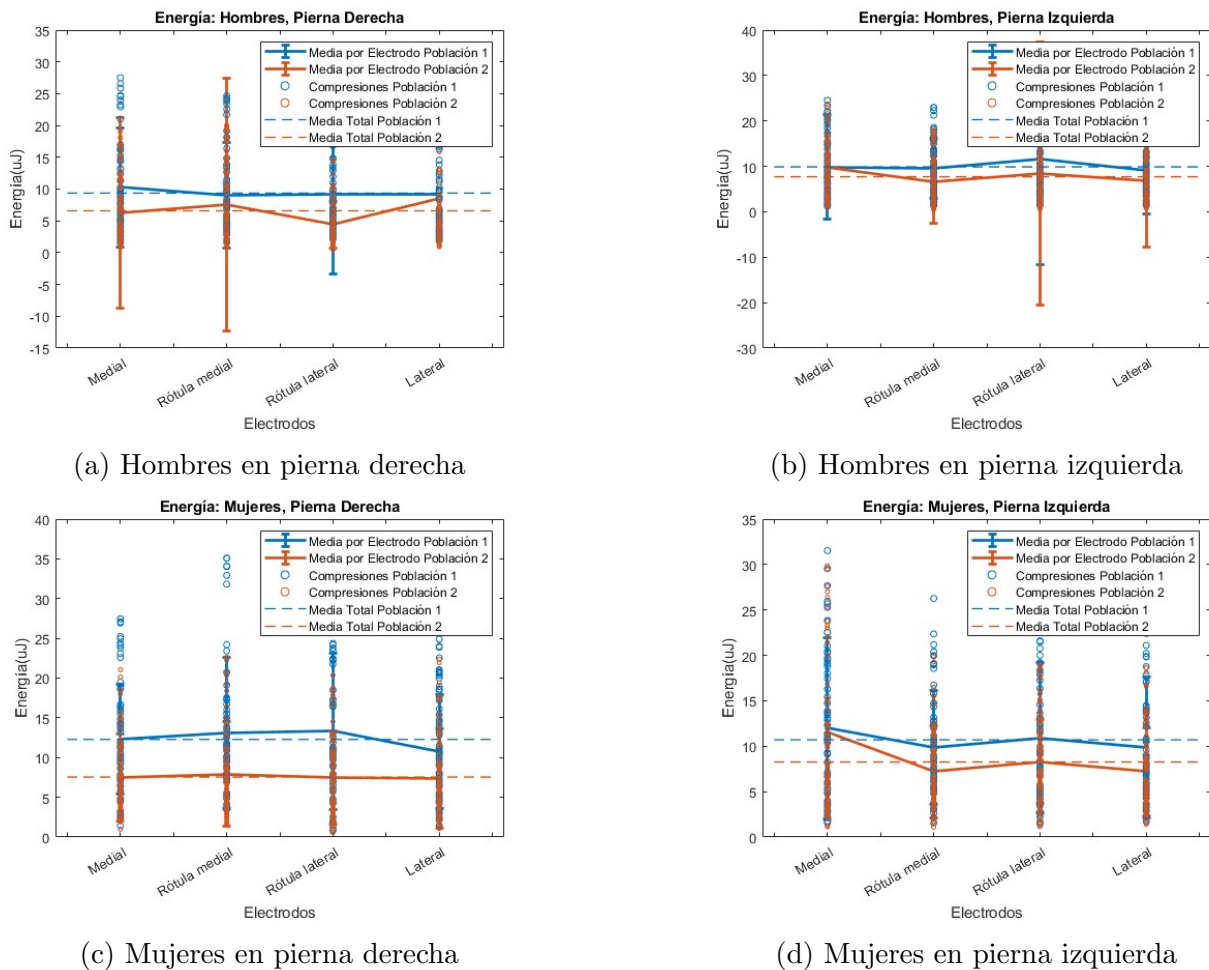 Energía: Hombres, Pierna Derecha
35
30
25
20
15
10
5
0
-5
-10
-15
Energía(uJ)
Media por Electrodo Población 1
Media por Electrodo Población 2
Compresiones Población 1
Compresiones Población 2
Media Total Población 1
Media Total Población 2
Medial
Rótula medial
Rótula lateral
Lateral
Electrodos
(a) Hombres en pierna derecha
Energía: Hombres, Pierna Izquierda
40
30
20
10
0
-10
-20
-30
Energía(uJ)
Media por Electrodo Población 1
Media por Electrodo Población 2
Compresiones Población 1
Compresiones Población 2
Media Total Población 1
Media Total Población 2
Medial
Rótula medial
Rótula lateral
Lateral
Electrodos
(b) Hombres en pierna izquierda
Energía: Mujeres, Pierna Derecha
40
35
30
25
20
15
10
5
0
Energía(uJ)
Media por Electrodo Población 1
Media por Electrodo Población 2
Compresiones Población 1
Compresiones Población 2
Media Total Población 1
Media Total Población 2
Medial
Rótula medial
Rótula lateral
Lateral
Electrodos
(c) Mujeres en pierna derecha
Energía: Mujeres, Pierna Izquierda
35
30
25
20
15
10
5
0
Energía(uJ)
Media por Electrodo Población 1
Media por Electrodo Población 2
Compresiones Población 1
Compresiones Población 2
Media Total Población 1
Media Total Población 2
Medial
Rótula medial
Rótula lateral
Lateral
Electrodos
(d) Mujeres en pierna izquierda